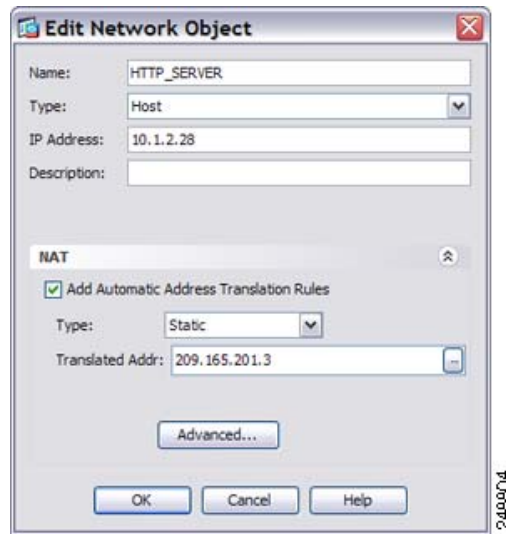 Edit Network Object
Name: HTTP_SERVER
Type: Host
IP Address: 10.1.2.28
Description:
NAT
Add Automatic Address Translation Rules
Type: Static
Translated Addr: 209.165.201.3 ...
Advanced...
OK Cancel Help
248904